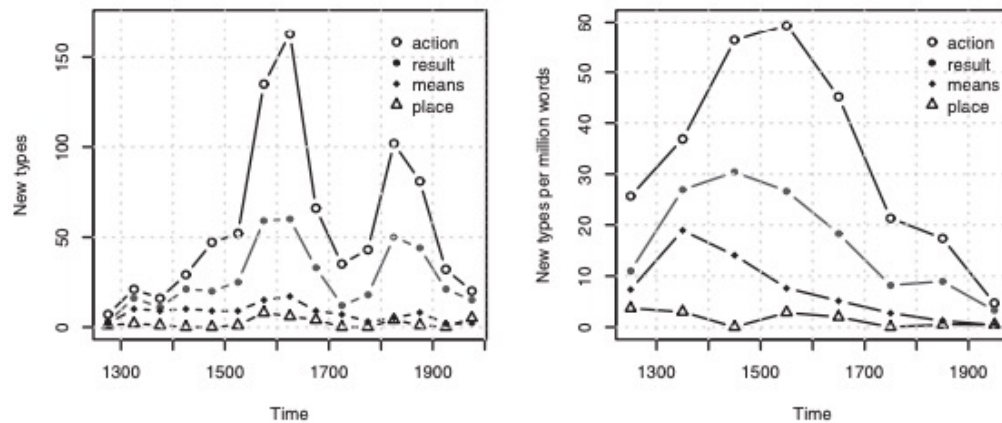 New types
0
50
100
150
action
result
means
place
1300
1500
1700
1900
Time
New types per million words
0
10
20
30
40
50
60
action
result
means
place
1300
1500
1700
1900
Time